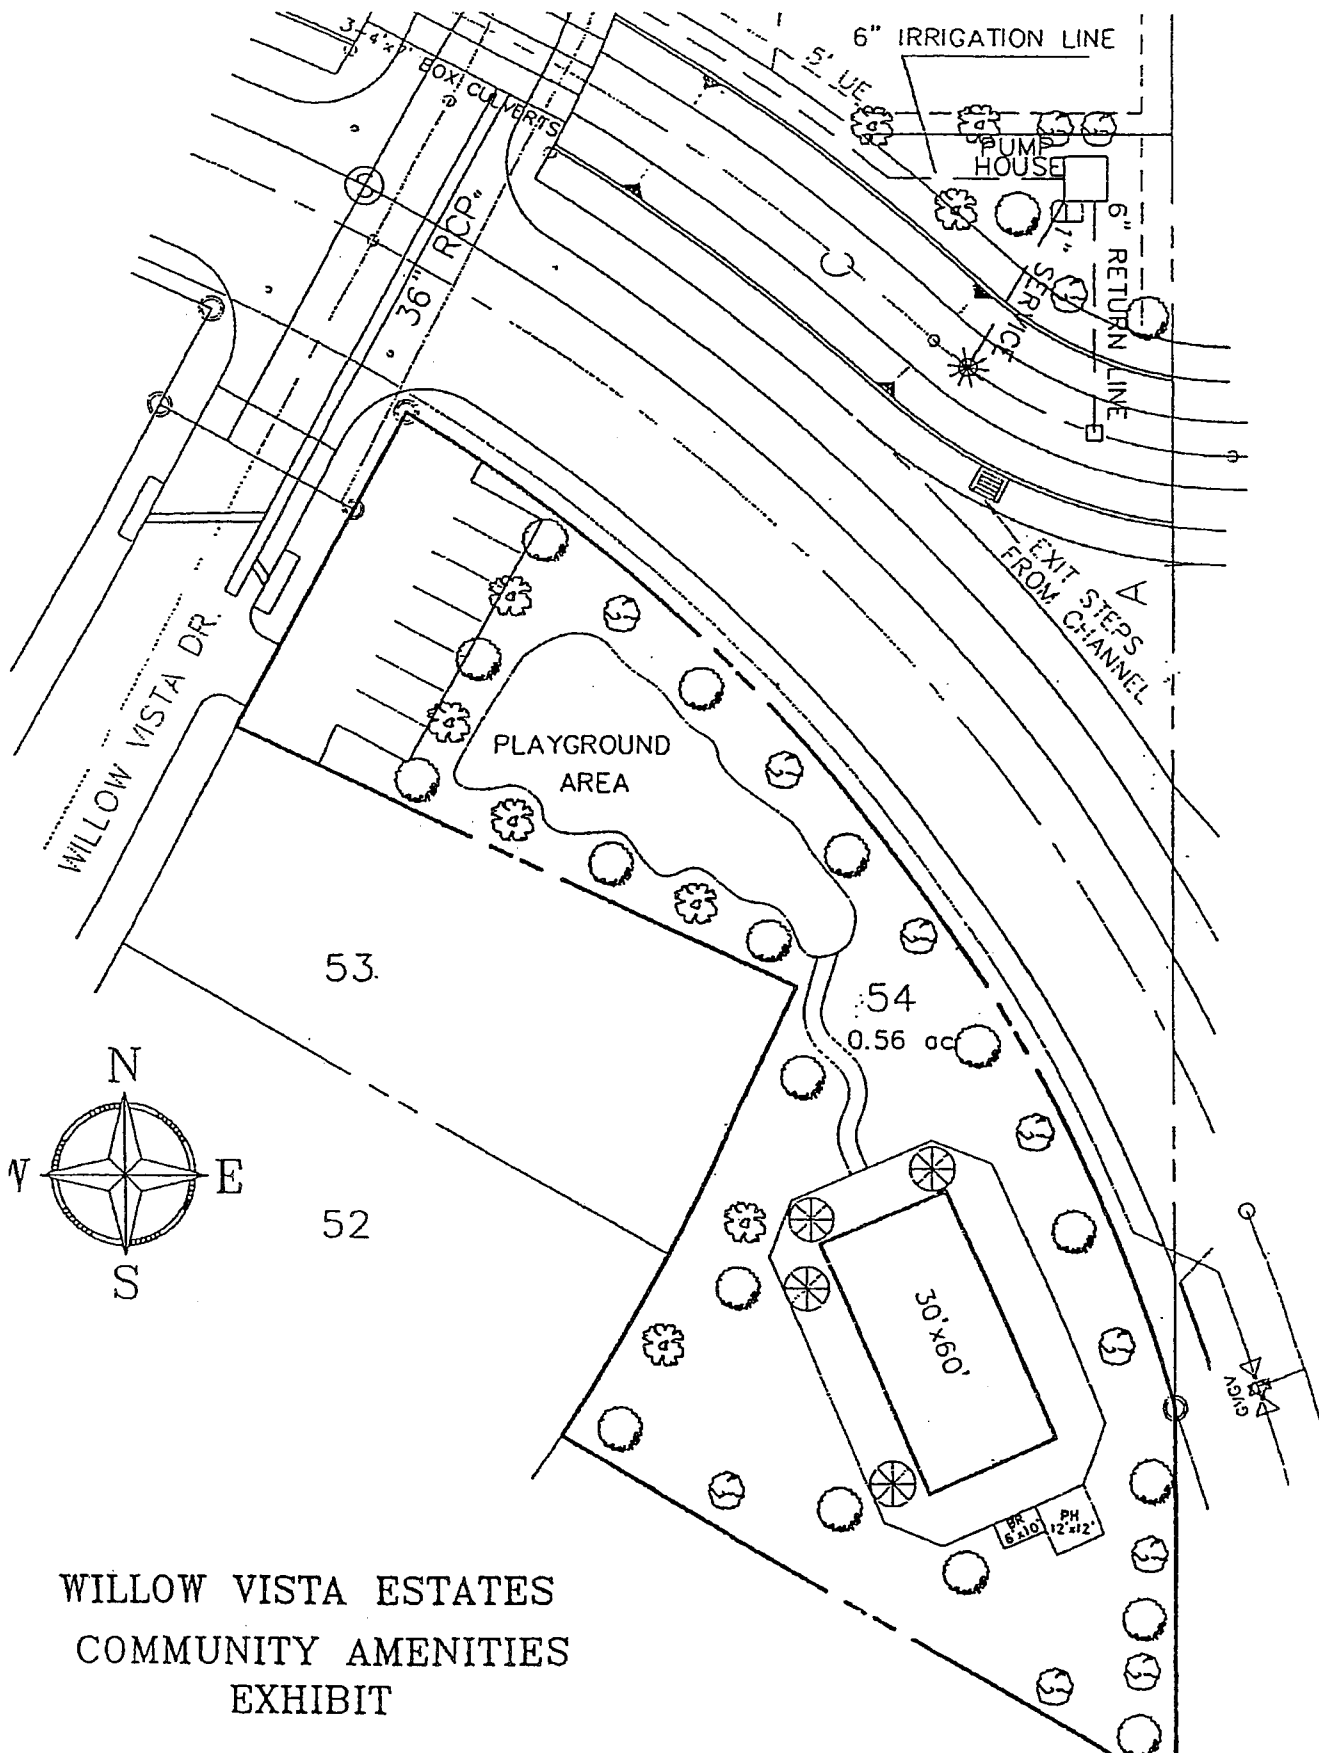 6" IRRIGATION LINE
5' UE
3-4'x
BOX CULVERTS
PUMP
HOUSE
36" RCP"
1" SERVICE
6" RETURN LINE
EXIT STEPS
FROM CHANNEL
A
WILLOW VISTA DR.
PLAYGROUND
AREA
53
54
0.56 ac
N
W E
S
52
30'x60'
GV GV
BR PH
6'x10' 12'x12'
WILLOW VISTA ESTATES
COMMUNITY AMENITIES
EXHIBIT